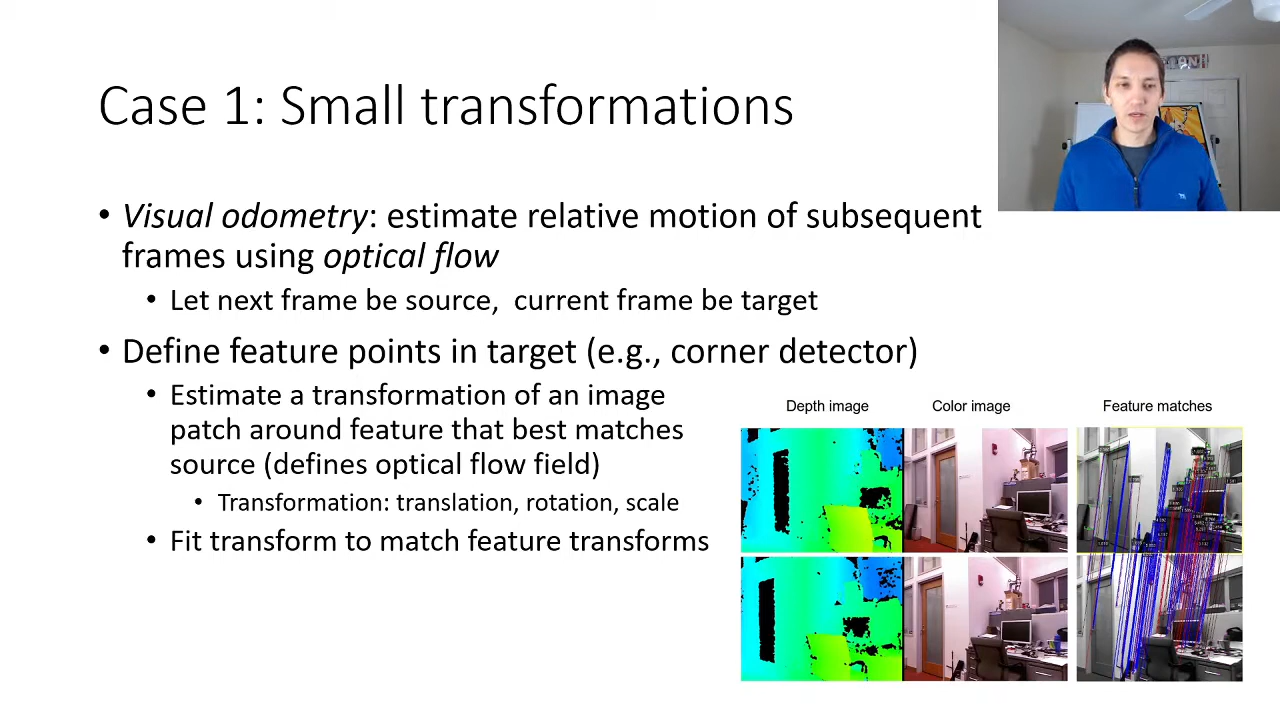 Case 1: Small transformations
• Visual odometry: estimate relative motion of subsequent
frames using optical flow
• Let next frame be source, current frame be target
• Define feature points in target (e.g., corner detector)
• Estimate a transformation of an image
patch around feature that best matches
source (defines optical flow field)
• Transformation: translation, rotation, scale
• Fit transform to match feature transforms
Depth image
Color image
Feature matches